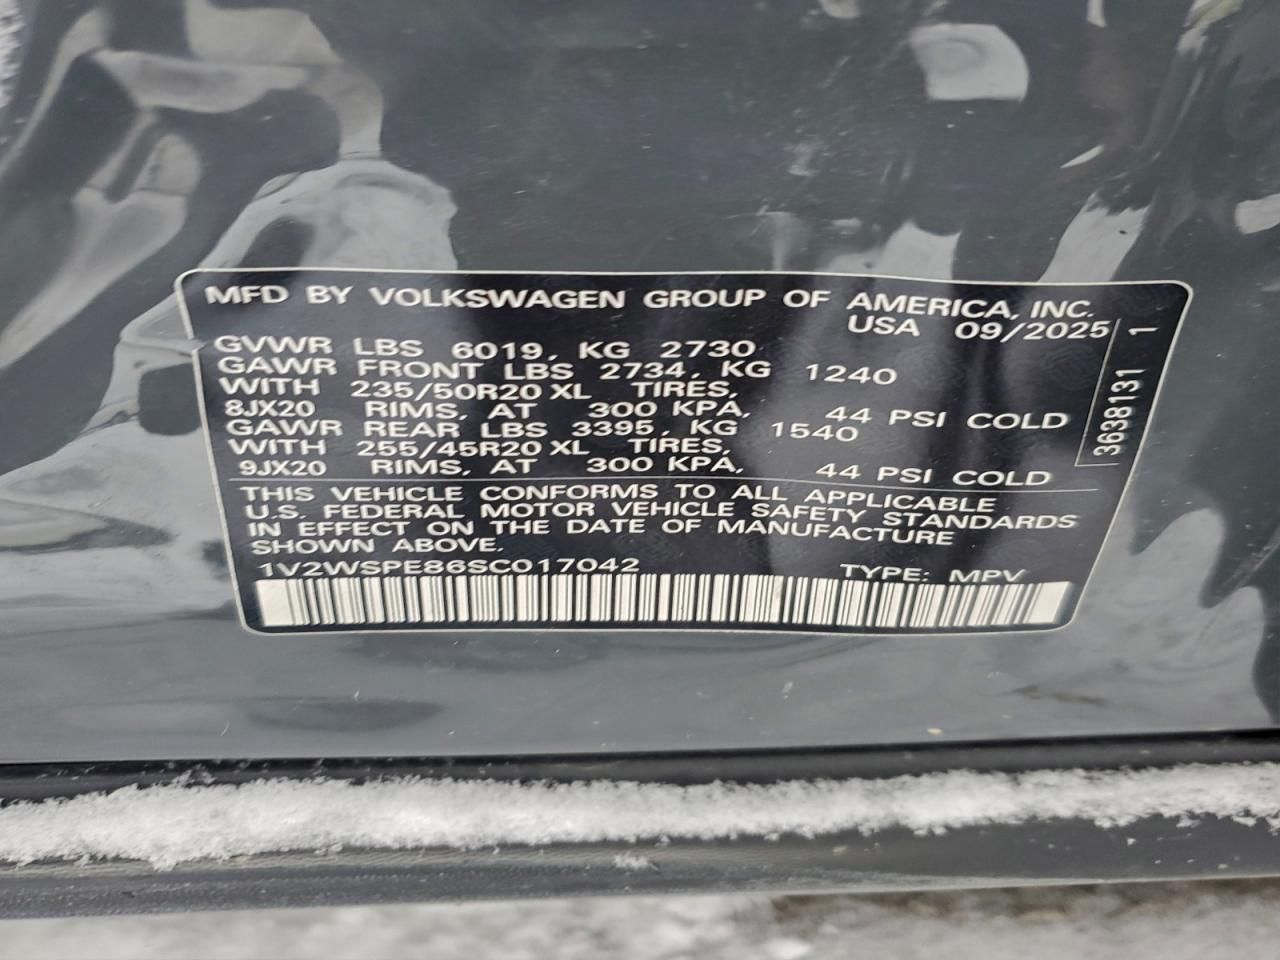 MFD BY VOLKSWAGEN GROUP OF AMERICA, INC.
USA 09/2025
GVWR LBS 6019, KG 2730
GAWR FRONT LBS 2734, KG 1240
WITH 235/50R20 XL TIRES,
8JX20 RIMS, AT 300 KPA, 44 PSI COLD
GAWR REAR LBS 3395, KG 1540
WITH 255/45R20 XL TIRES,
9JX20 RIMS, AT 300 KPA, 44 PSI COLD
THIS VEHICLE CONFORMS TO ALL APPLICABLE
U.S. FEDERAL MOTOR VEHICLE SAFETY STANDARDS
IN EFFECT ON THE DATE OF MANUFACTURE
SHOWN ABOVE.
1V2WSPE86SC017042 TYPE: MPV
3638131 1